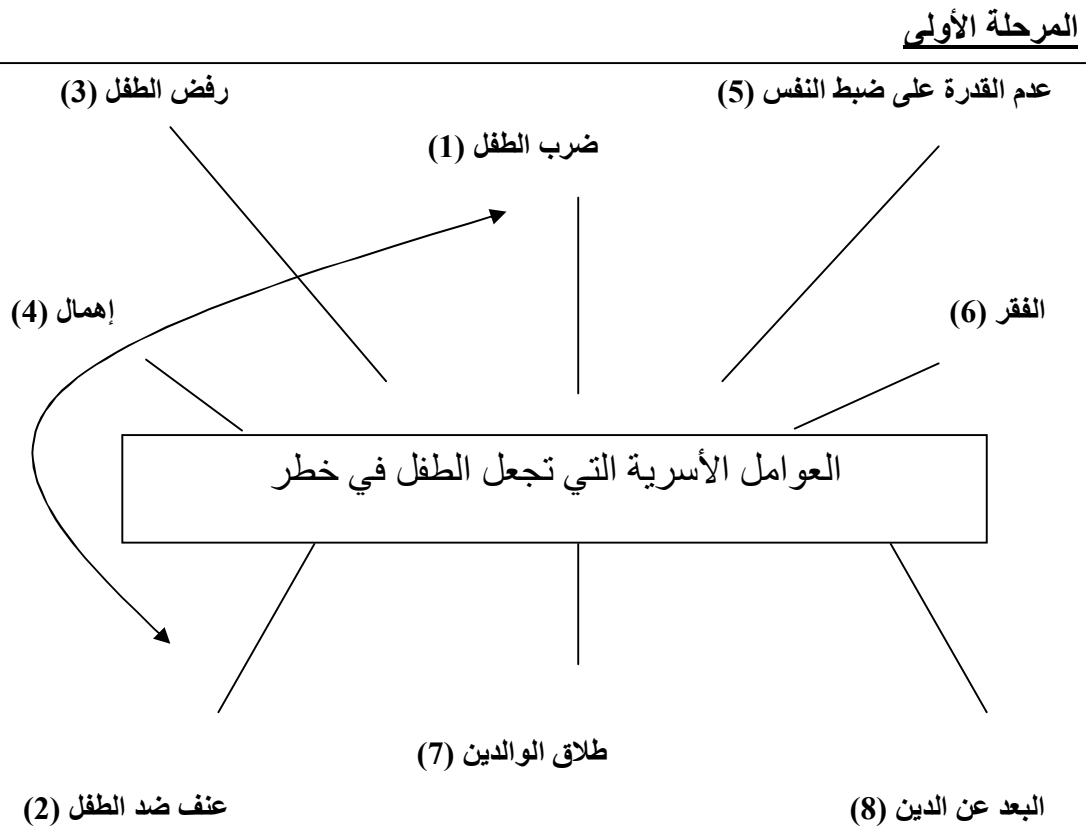 المرحلة الأولى
عدم القدرة على ضبط النفس (5)
رفض الطفل (3)
ضرب الطفل (1)
الفقر (6)
إهمال (4)
العوامل الأسرية التي تجعل الطفل في خطر
طلاق الوالدين (7)
البعد عن الدين (8)
عنف ضد الطفل (2)